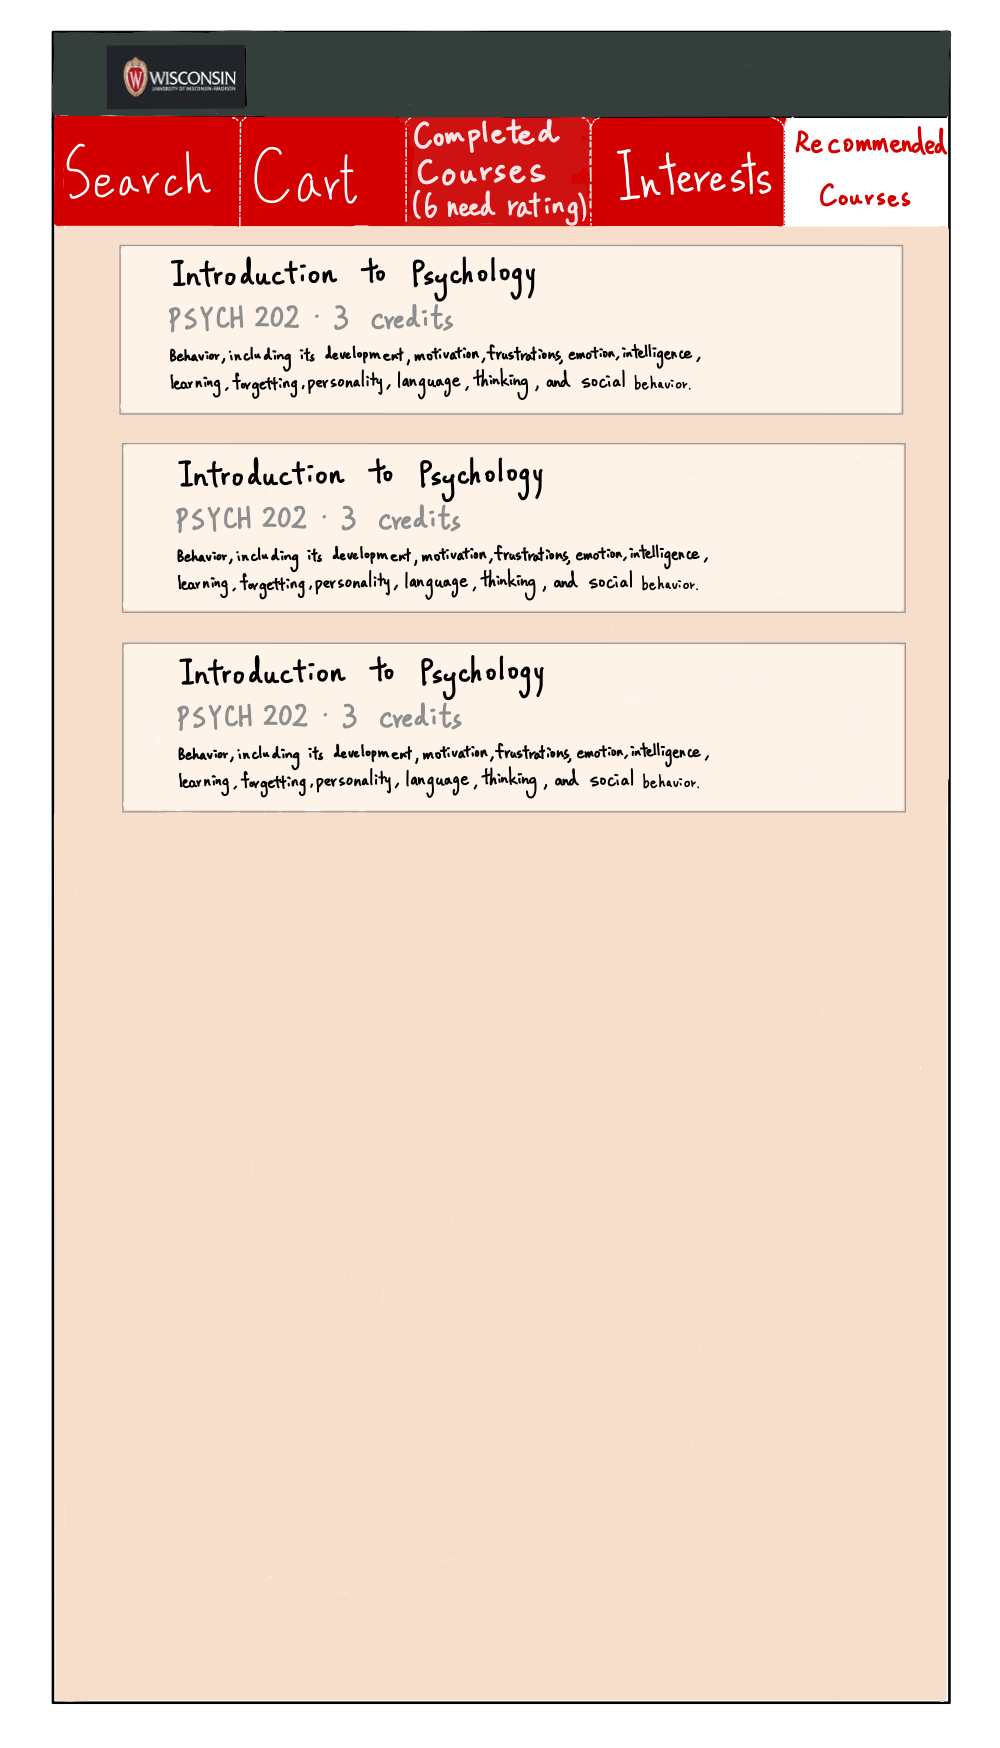 WISCONSIN
UNIVERSITY OF WISCONSIN-MADISON
Search
Cart
Completed
Courses
(6 need rating)
Interests
Recommended
Courses
Introduction to Psychology
PSYCH 202 · 3 credits
Behavior, including its development, motivation, frustrations, emotion, intelligence,
learning, forgetting, personality, language, thinking, and social behavior.
Introduction to Psychology
PSYCH 202 · 3 credits
Behavior, including its development, motivation, frustrations, emotion, intelligence,
learning, forgetting, personality, language, thinking, and social behavior.
Introduction to Psychology
PSYCH 202 · 3 credits
Behavior, including its development, motivation, frustrations, emotion, intelligence,
learning, forgetting, personality, language, thinking, and social behavior.